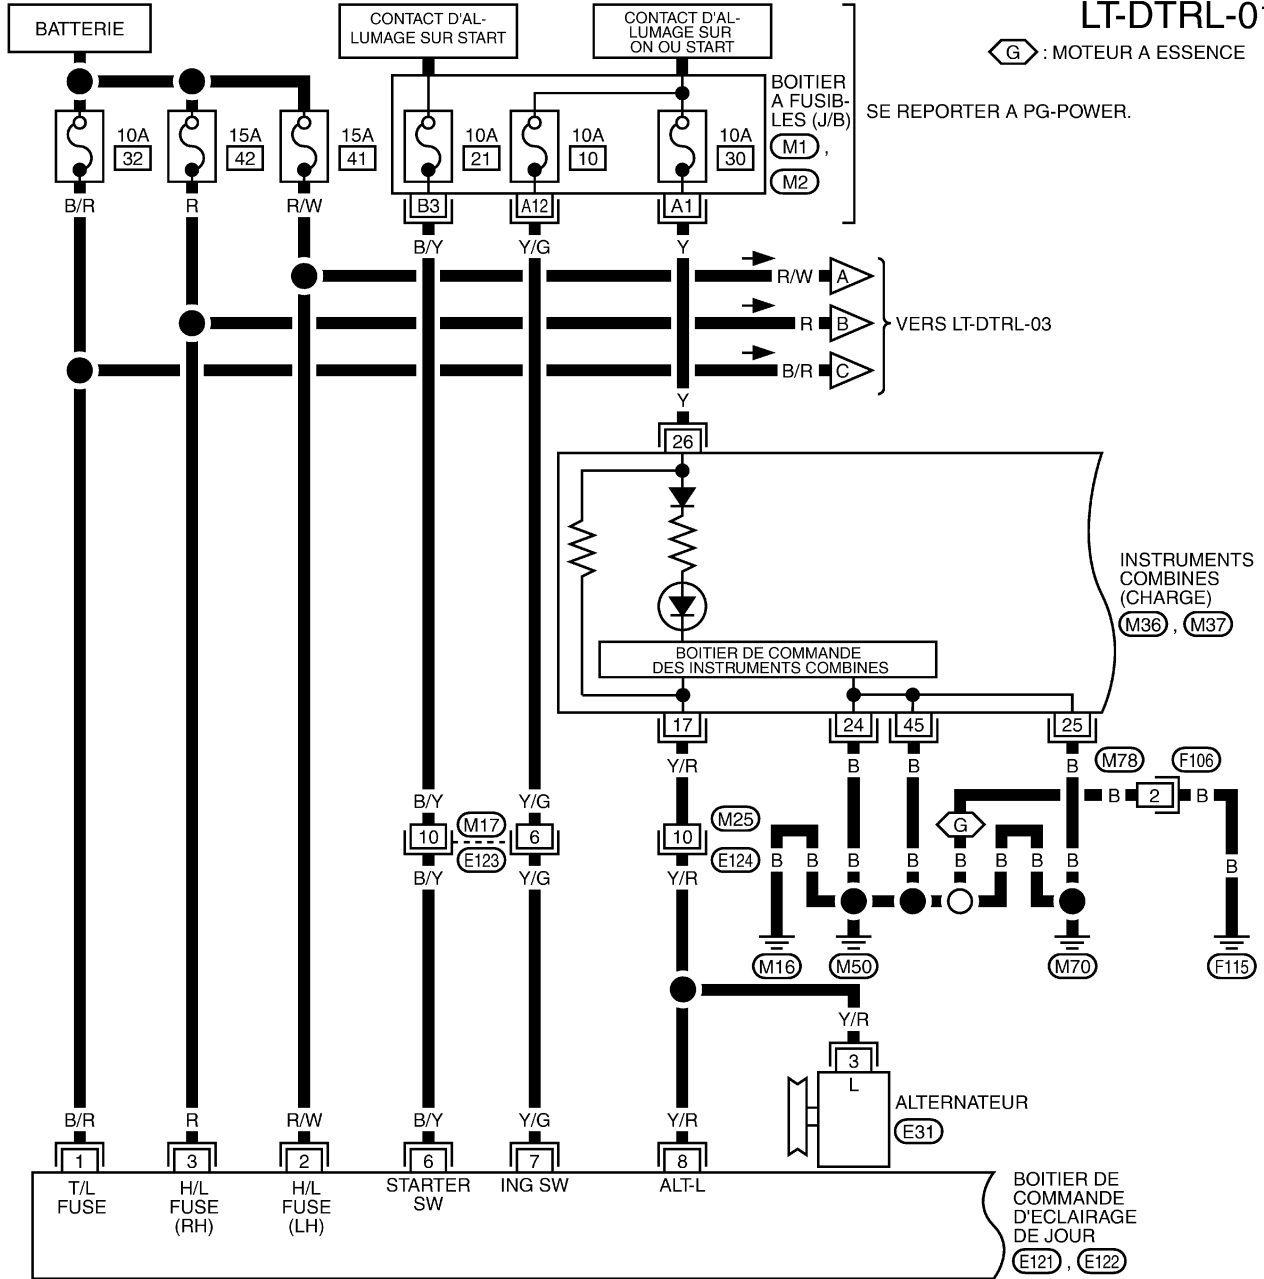 LT-DTRL-01
BATTERIE
CONTACT D'AL-
LUMAGE SUR START
CONTACT D'AL-
LUMAGE SUR
ON OU START
G : MOTEUR A ESSENCE
10A
32
15A
42
15A
41
10A
21
10A
10
10A
30
BOITIER
A FUSIB-
LES (J/B)
M1 ,
M2
SE REPORTER A PG-POWER.
B/R
R
R/W
B3
A12
A1
B/Y
Y/G
Y
R/W
A
R
B
B/R
C
VERS LT-DTRL-03
Y
26
INSTRUMENTS
COMBINES
(CHARGE)
M36 , M37
BOITIER DE COMMANDE
DES INSTRUMENTS COMBINES
17
24
45
25
Y/R
B
B
B
M78
F106
B
2
B
B/Y
Y/G
10
M17
6
E123
B/Y
Y/G
10
M25
E124
Y/R
G
B
B
B
B
B
B
B
B
B
M16
M50
M70
F115
Y/R
3
L
ALTERNATEUR
E31
B/R
R
R/W
B/Y
Y/G
Y/R
1
3
2
6
7
8
T/L
FUSE
H/L
FUSE
(RH)
H/L
FUSE
(LH)
STARTER
SW
ING SW
ALT-L
BOITIER DE
COMMANDE
D'ECLAIRAGE
DE JOUR
E121 , E122